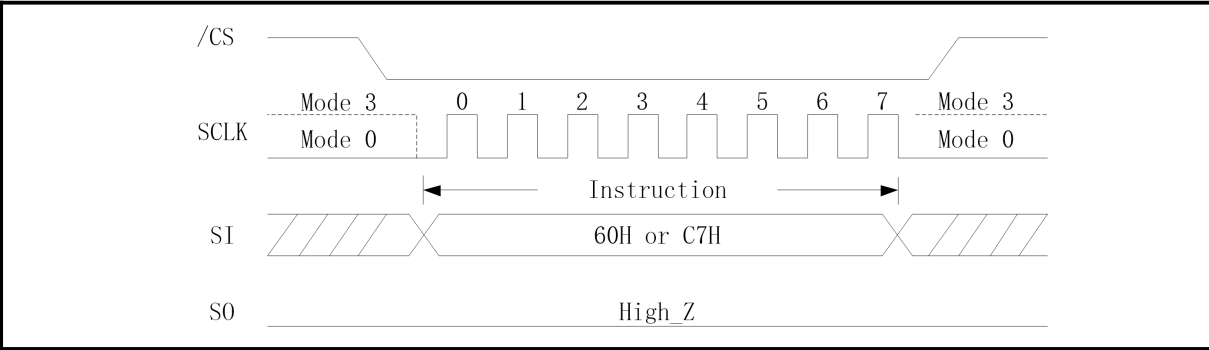 /CS
Mode 3 0 1 2 3 4 5 6 7 Mode 3
SCLK
Mode 0 Mode 0
Instruction
SI 60H or C7H
SO High_Z